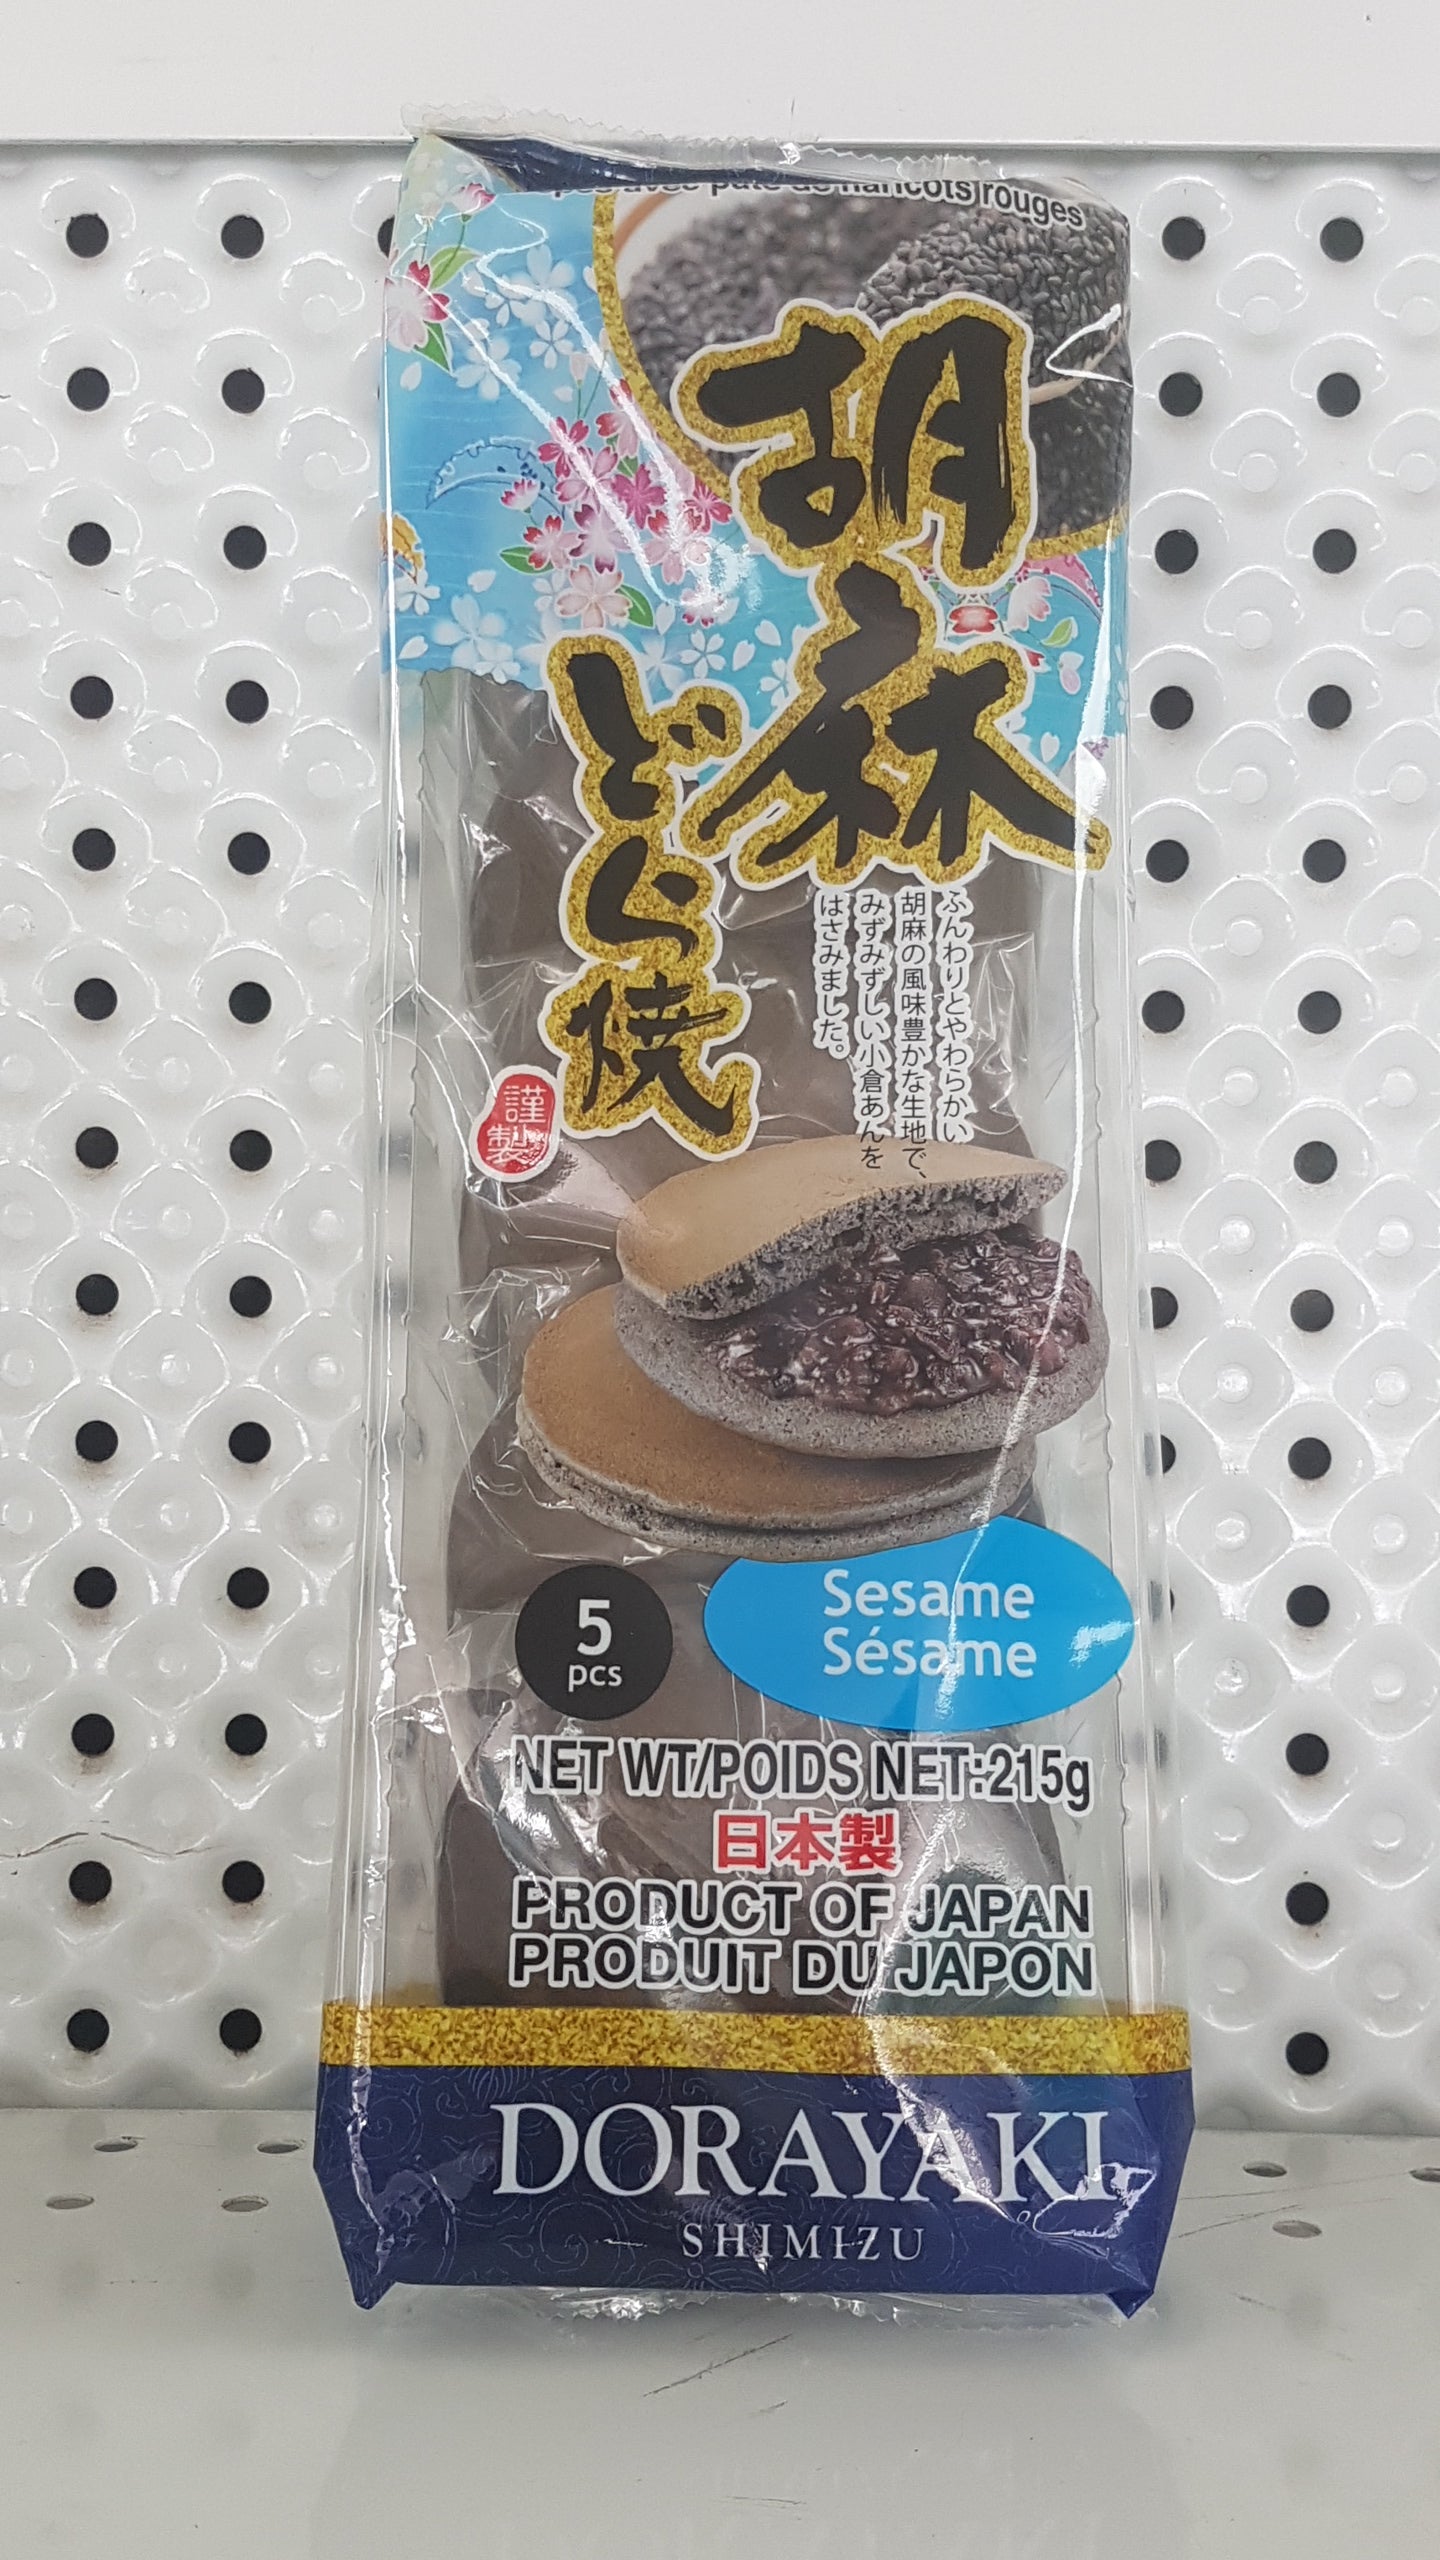 pâte de haricots rouges
胡麻
どら焼
謹製
ふんわりとやわらかい
胡麻の風味豊かな生地で、
みずみずしい小倉あんを
はさみました。
5
pcs
Sesame
Sésame
NET WT/POIDS NET:215g
日本製
PRODUCT OF JAPAN
PRODUIT DU JAPON
DORAYAKI
SHIMIZU